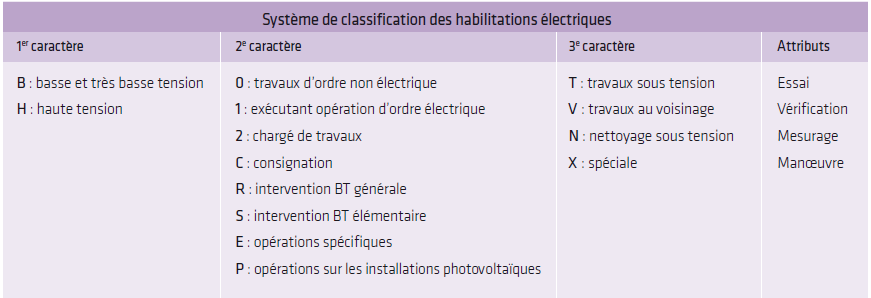 Système de classification des habilitations électriques
1er caractère
2e caractère
3e caractère
Attributs
B : basse et très basse tension
H : haute tension
0 : travaux d'ordre non électrique
1 : exécutant opération d'ordre électrique
2 : chargé de travaux
C : consignation
R : intervention BT générale
S : intervention BT élémentaire
E : opérations spécifiques
P : opérations sur les installations photovoltaïques
T : travaux sous tension
V : travaux au voisinage
N : nettoyage sous tension
X : spéciale
Essai
Vérification
Mesurage
Manœuvre